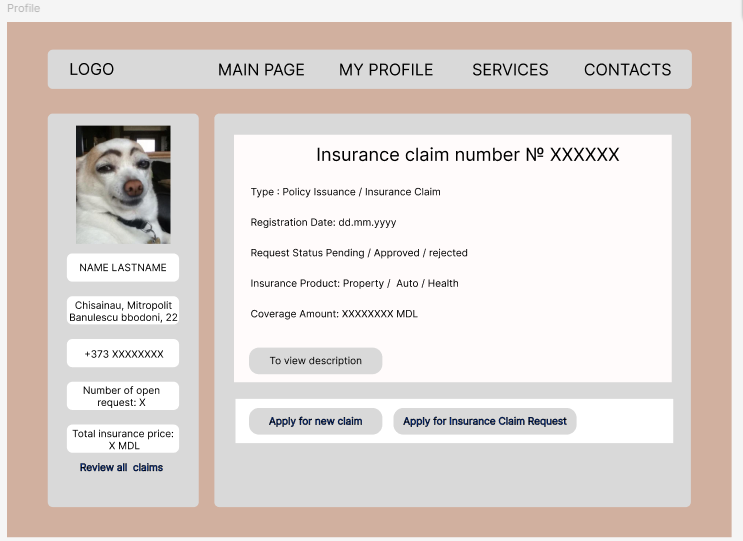 Profile
LOGO
MAIN PAGE
MY PROFILE
SERVICES
CONTACTS
NAME LASTNAME
Chisainau, Mitropolit
Banulescu bbodoni, 22
+373 XXXXXXXX
Number of open
request: X
Total insurance price:
X MDL
Review all claims
Insurance claim number № XXXXXX
Type : Policy Issuance / Insurance Claim
Registration Date: dd.mm.yyyy
Request Status Pending / Approved / rejected
Insurance Product: Property / Auto / Health
Coverage Amount: XXXXXXXX MDL
To view description
Apply for new claim
Apply for Insurance Claim Request